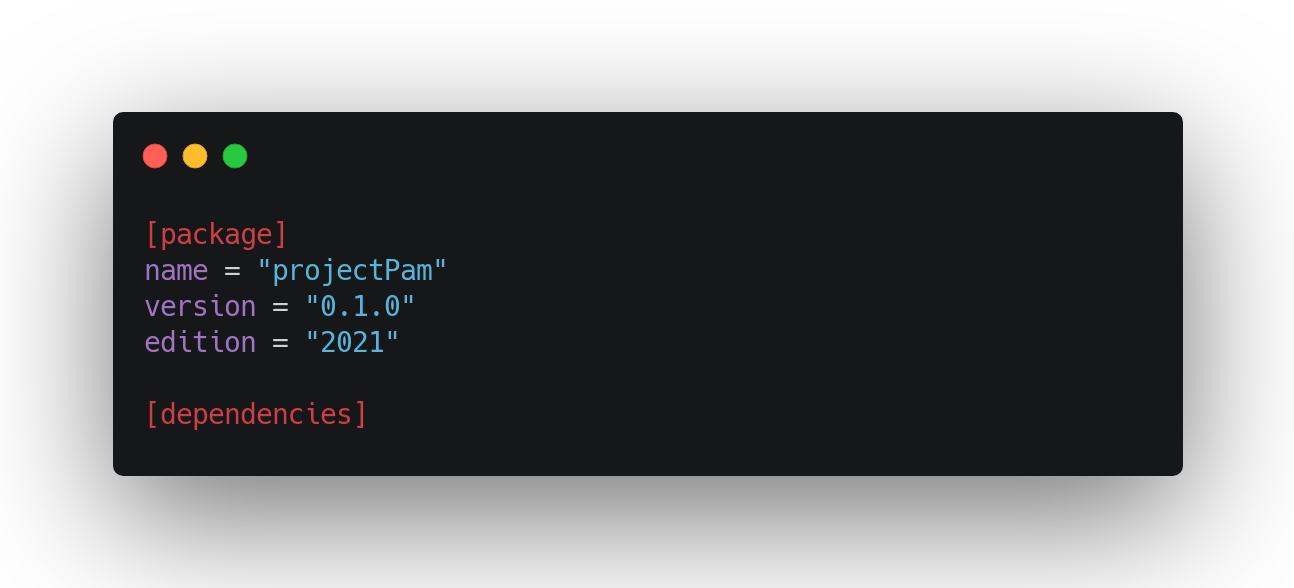 [package]
name = "projectPam"
version = "0.1.0"
edition = "2021"

[dependencies]